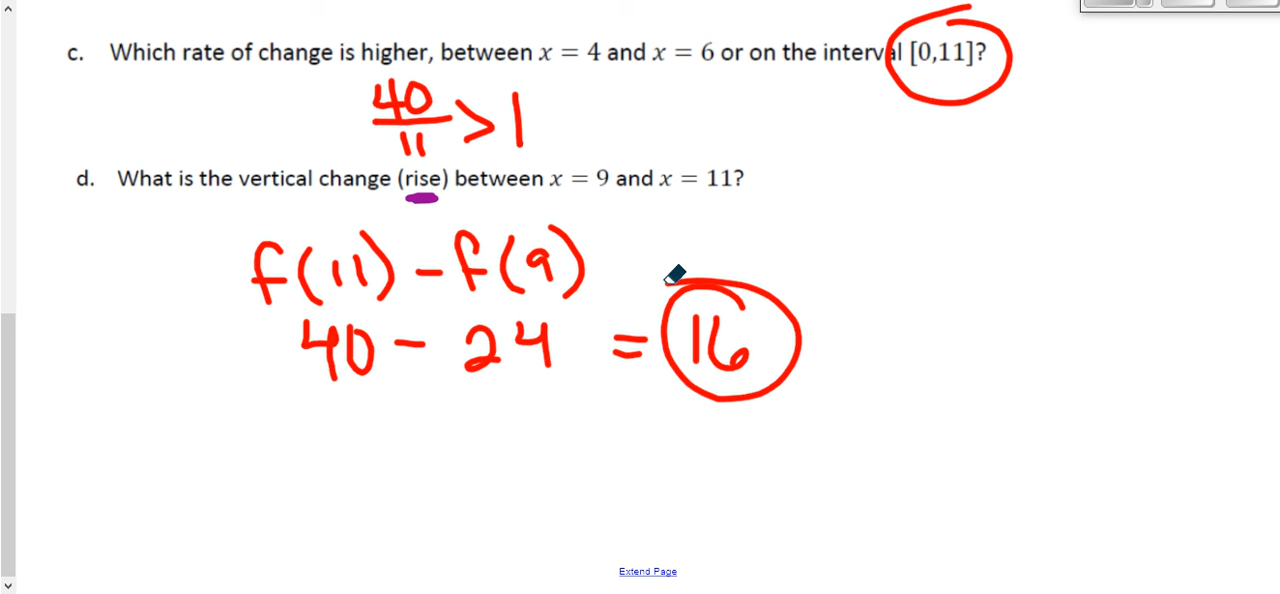 c. Which rate of change is higher, between x = 4 and x = 6 or on the interval [0,11]?
40/11 > 1
d. What is the vertical change (rise) between x = 9 and x = 11?
f(11) - f(9)
40 - 24 = 16
Extend Page